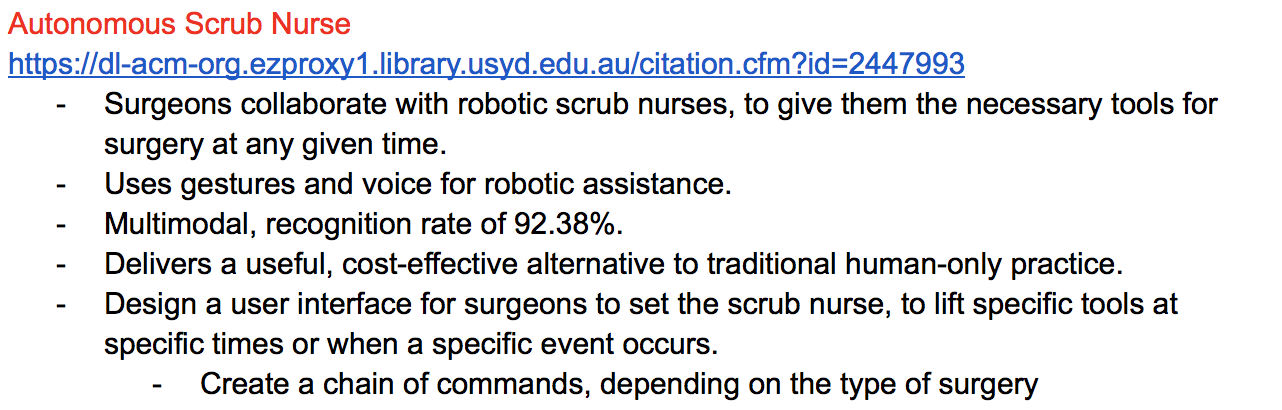 Autonomous Scrub Nurse
https://dl-acm-org.ezproxy1.library.usyd.edu.au/citation.cfm?id=2447993
- Surgeons collaborate with robotic scrub nurses, to give them the necessary tools for
surgery at any given time.
- Uses gestures and voice for robotic assistance.
- Multimodal, recognition rate of 92.38%.
- Delivers a useful, cost-effective alternative to traditional human-only practice.
- Design a user interface for surgeons to set the scrub nurse, to lift specific tools at
specific times or when a specific event occurs.
- Create a chain of commands, depending on the type of surgery